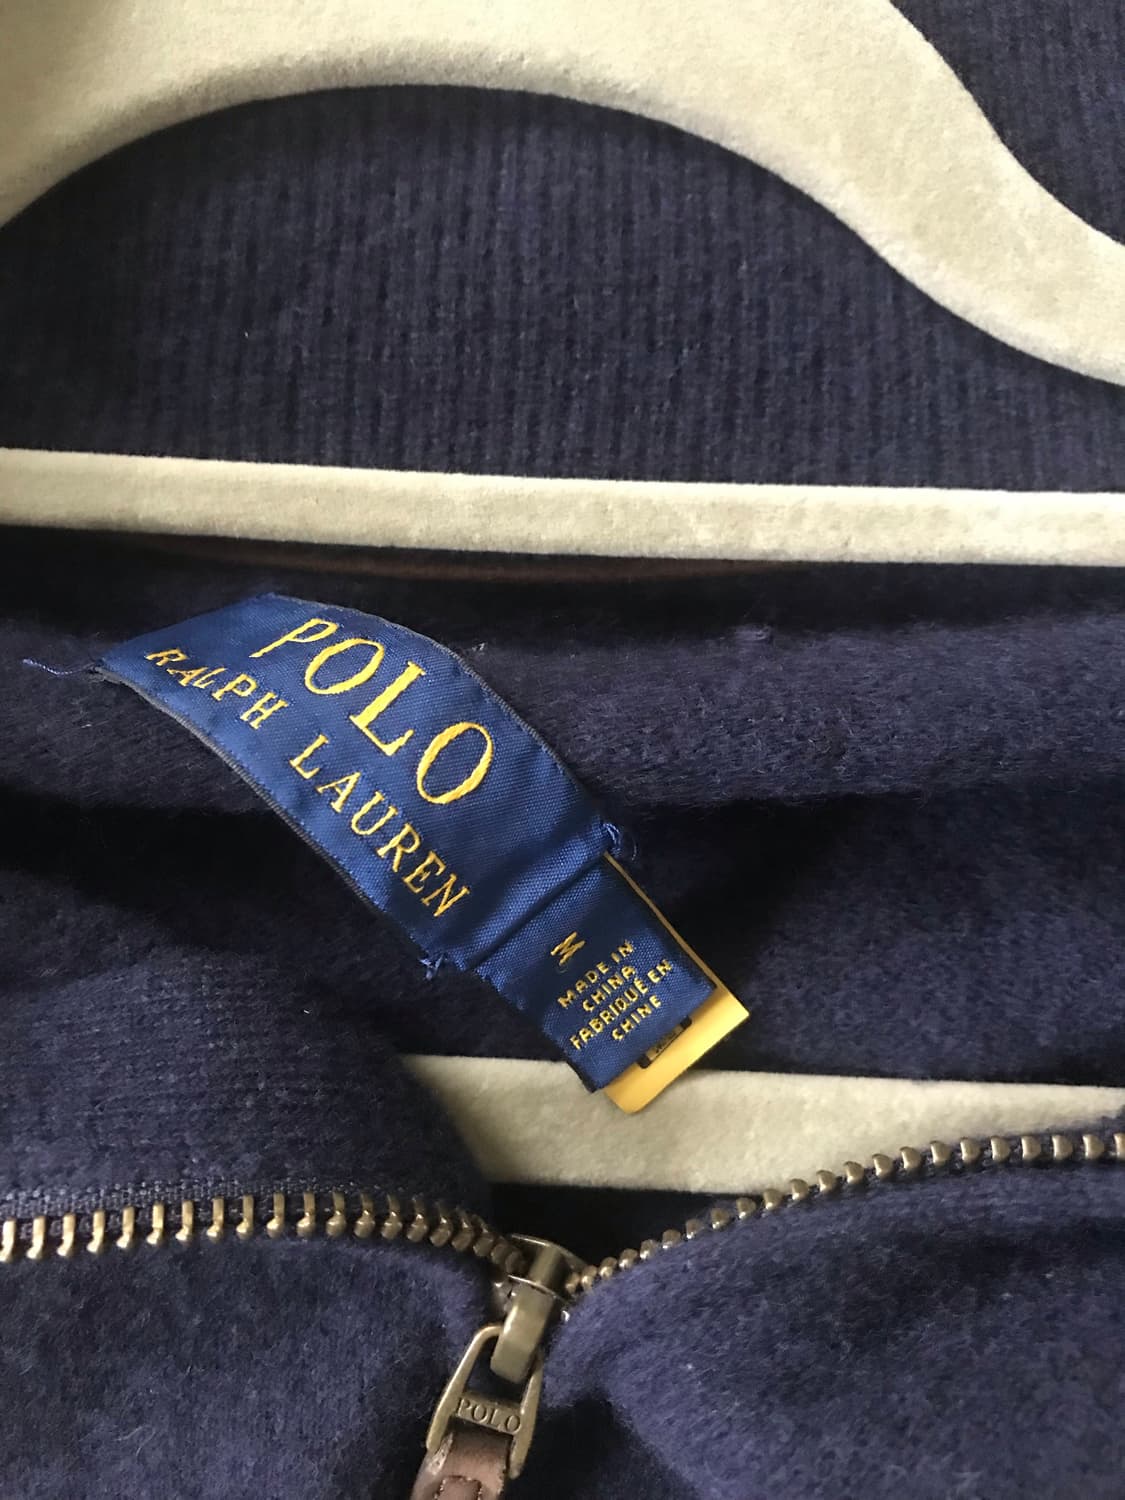 POLO
RALPH LAUREN
M
MADE IN
CHINA
FABRIQUÉ EN
CHINE
POLO